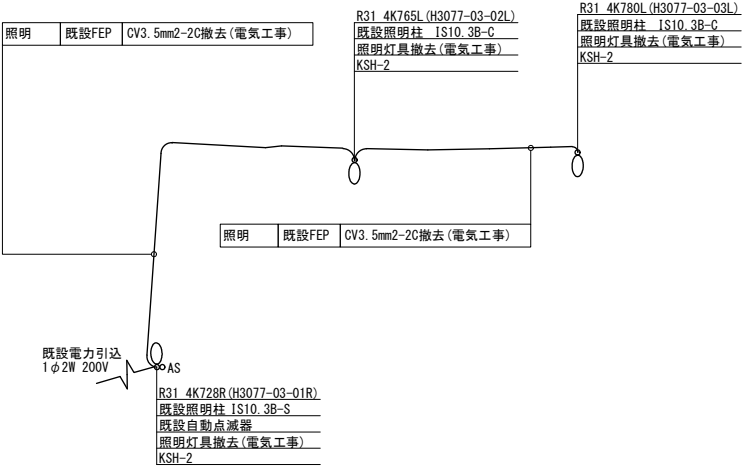 照明 既設FEP CV3.5mm2-2C撤去(電気工事)
R31 4K765L(H3077-03-02L)
既設照明柱 IS10.3B-C
照明灯具撤去(電気工事)
KSH-2
R31 4K780L(H3077-03-03L)
既設照明柱 IS10.3B-C
照明灯具撤去(電気工事)
KSH-2
照明 既設FEP CV3.5mm2-2C撤去(電気工事)
既設電力引込
1φ2W 200V
AS
R31 4K728R(H3077-03-01R)
既設照明柱 IS10.3B-S
既設自動点滅器
照明灯具撤去(電気工事)
KSH-2